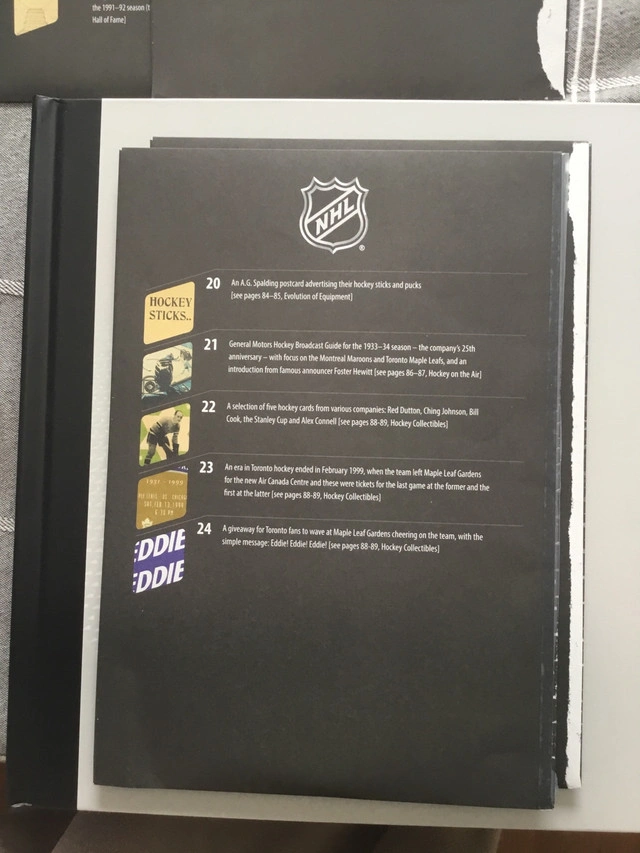 the 1991–92 season (t
Hall of Fame]
NHL
®
20
An A.G. Spalding postcard advertising their hockey sticks and pucks
[see pages 84–85, Evolution of Equipment]
HOCKEY
STICKS..
21
General Motors Hockey Broadcast Guide for the 1933–34 season – the company's 25th
anniversary – with focus on the Montreal Maroons and Toronto Maple Leafs, and an
introduction from famous announcer Foster Hewitt [see pages 86–87, Hockey on the Air]
22
A selection of five hockey cards from various companies: Red Dutton, Ching Johnson, Bill
Cook, the Stanley Cup and Alex Connell [see pages 88-89, Hockey Collectibles]
23
An era in Toronto hockey ended in February 1999, when the team left Maple Leaf Gardens
for the new Air Canada Centre and these were tickets for the last game at the former and the
first at the latter [see pages 88-89, Hockey Collectibles]
SAT. FEB 13, 1999
24
A giveaway for Toronto fans to wave at Maple Leaf Gardens cheering on the team, with the
simple message: Eddie! Eddie! Eddie! [see pages 88-89, Hockey Collectibles]
EDDIE
EDDIE